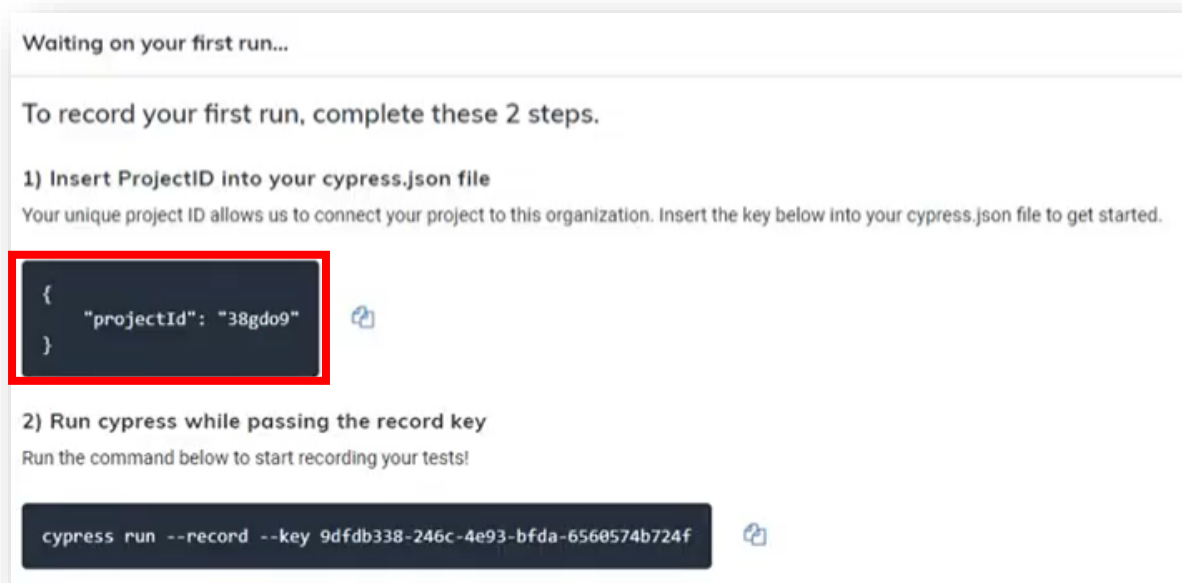 Waiting on your first run...
To record your first run, complete these 2 steps.
1) Insert ProjectID into your cypress.json file
Your unique project ID allows us to connect your project to this organization. Insert the key below into your cypress.json file to get started.
{
"projectId": "38gdo9"
}
2) Run cypress while passing the record key
Run the command below to start recording your tests!
cypress run --record --key 9dfdb338-246c-4e93-bfda-6560574b724f